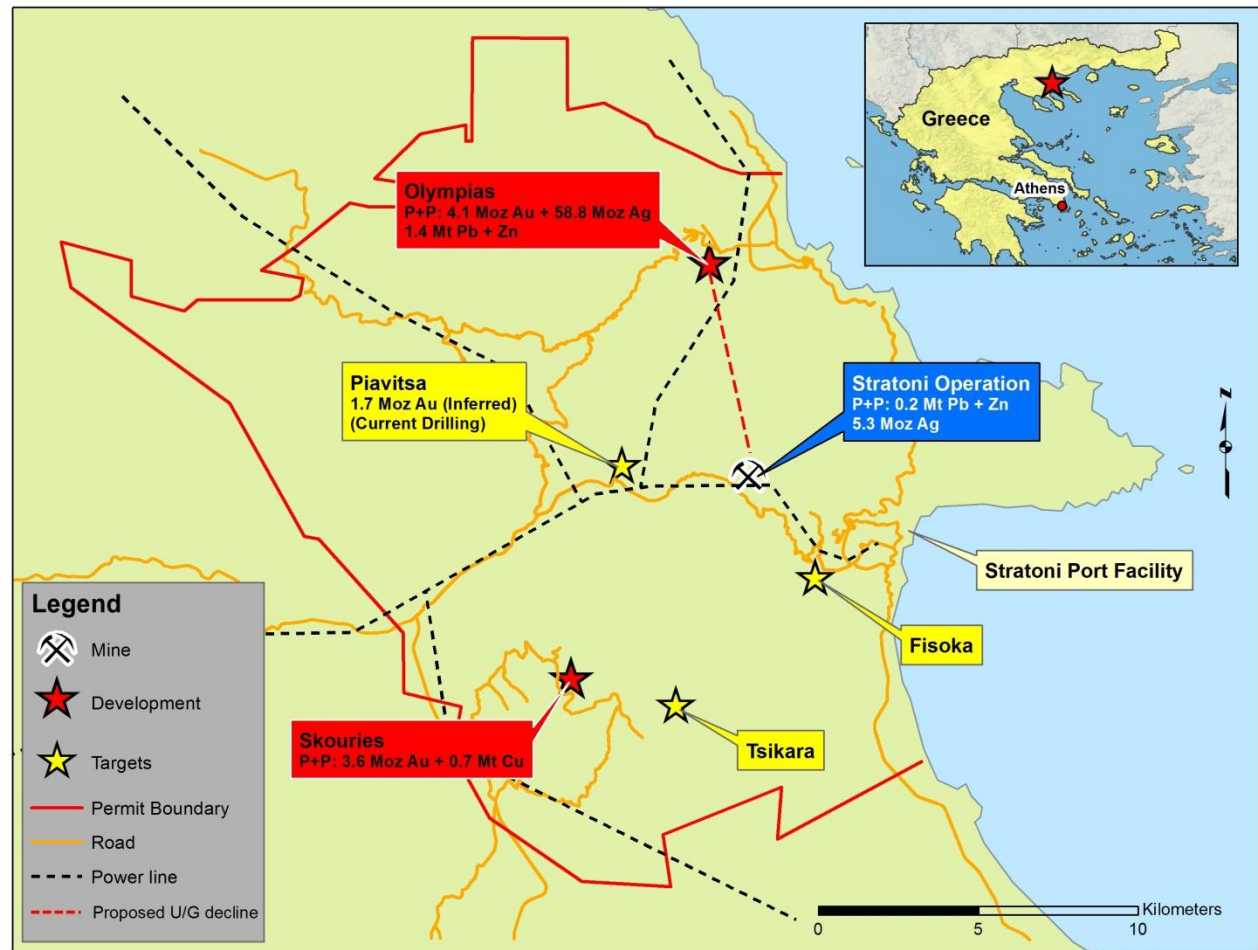 Greece
Athens
Olympias
P+P: 4.1 Moz Au + 58.8 Moz Ag
1.4 Mt Pb + Zn
Piavitsa
1.7 Moz Au (Inferred)
(Current Drilling)
Stratoni Operation
P+P: 0.2 Mt Pb + Zn
5.3 Moz Ag
z
Stratoni Port Facility
Fisoka
Tsikara
Skouries
P+P: 3.6 Moz Au + 0.7 Mt Cu
Legend
Mine
Development
Targets
Permit Boundary
Road
Power line
Proposed U/G decline
Kilometers
0 5 10